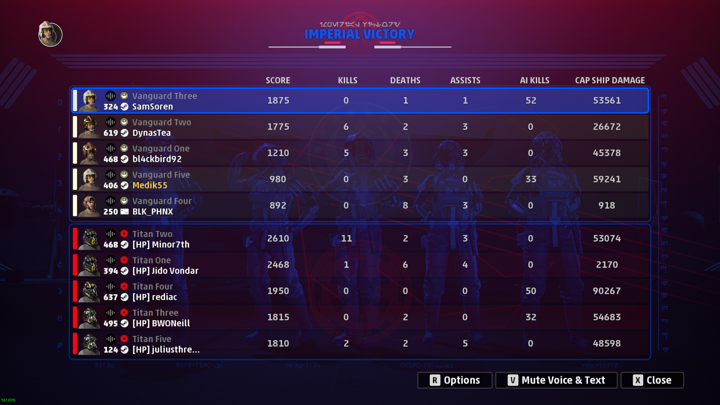 IMPERIAL VICTORY
SCORE KILLS DEATHS ASSISTS AI KILLS CAP SHIP DAMAGE
Vanguard Three
324 SamSoren 1875 0 1 1 52 53561
Vanguard Two
619 DynasTea 1775 6 2 3 0 26672
Vanguard One
468 bl4ckbird92 1210 5 3 3 0 45378
Vanguard Five
406 Medik55 980 0 3 0 33 59241
Vanguard Four
250 BLK_PHNX 892 0 8 3 0 918
Titan Two
468 [HP] Minor7th 2610 11 2 3 0 53074
Titan One
394 [HP] Jido Vondar 2468 1 6 4 0 2170
Titan Four
637 [HP] rediac 1950 0 0 0 50 90267
Titan Three
495 [HP] BWONeill 1815 0 2 0 32 54683
Titan Five
124 [HP] juliusthre... 1810 2 2 5 0 48598
R Options V Mute Voice & Text X Close